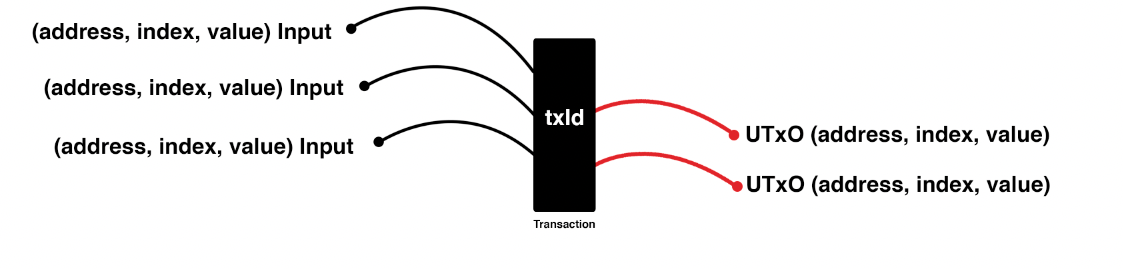 (address, index, value) Input
(address, index, value) Input
(address, index, value) Input
txId
Transaction
UTxO (address, index, value)
UTxO (address, index, value)